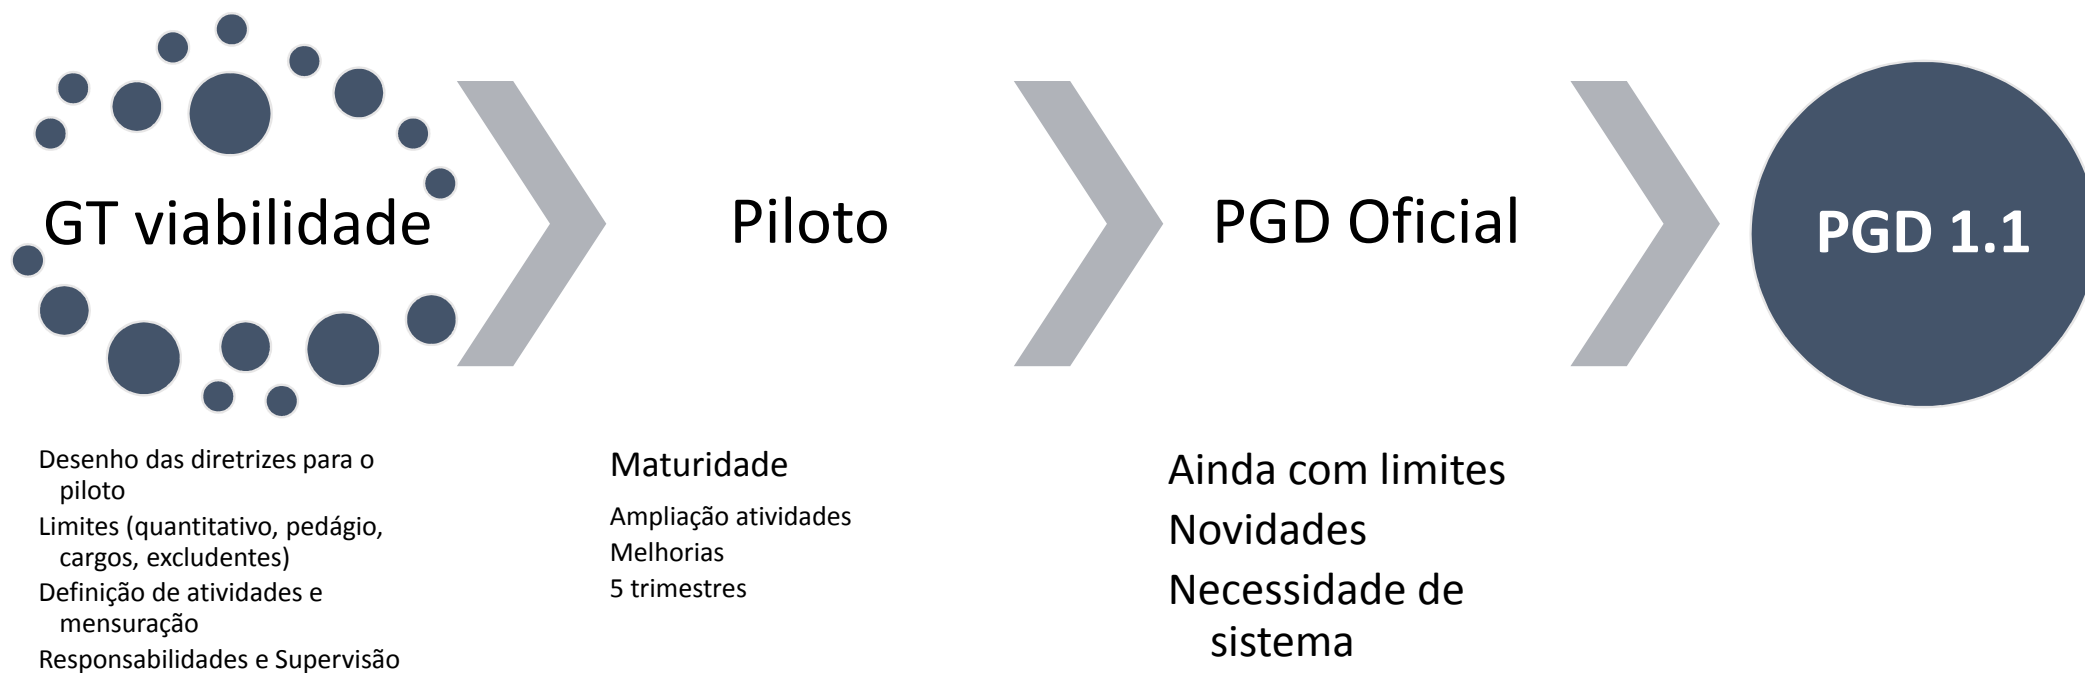 GT viabilidade
Desenho das diretrizes para o
piloto
Limites (quantitativo, pedágio,
cargos, excludentes)
Definição de atividades e
mensuração
Responsabilidades e Supervisão
Piloto
Maturidade
Ampliação atividades
Melhorias
5 trimestres
PGD Oficial
Ainda com limites
Novidades
Necessidade de
sistema
PGD 1.1